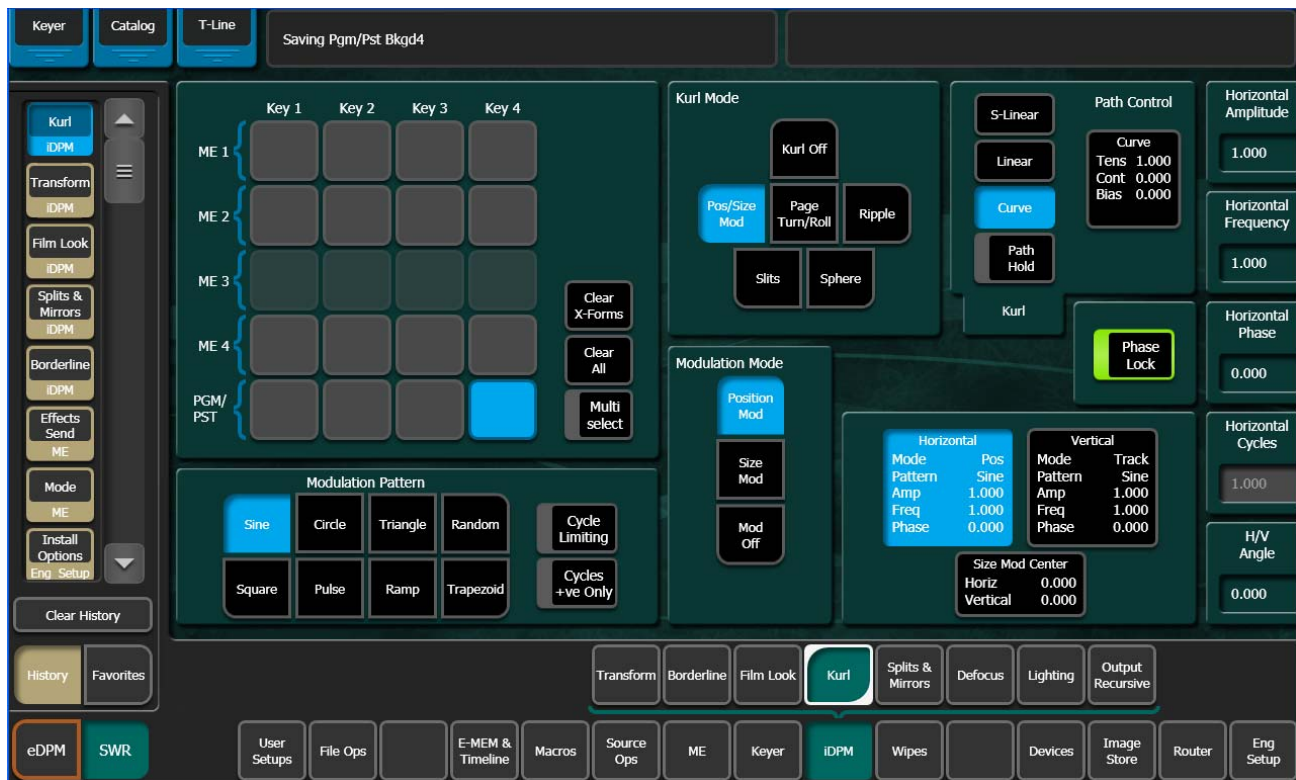 Keyer
Catalog
T-Line
Saving Pgm/Pst Bkgd4
Kurl
iDPM
Transform
iDPM
Film Look
iDPM
Splits &
Mirrors
iDPM
Borderline
iDPM
Effects
Send
ME
Mode
ME
Install
Options
Eng Setup
Clear History
History
Favorites
Key 1
Key 2
Key 3
Key 4
ME 1
ME 2
ME 3
ME 4
PGM/
PST
Clear
X-Forms
Clear
All
Multi
select
Modulation Pattern
Sine
Circle
Triangle
Random
Square
Pulse
Ramp
Trapezoid
Cycle
Limiting
Cycles
+ve Only
Kurl Mode
Kurl Off
Pos/Size
Mod
Page
Turn/Roll
Ripple
Slits
Sphere
Modulation Mode
Position
Mod
Size
Mod
Mod
Off
S-Linear
Linear
Curve
Path
Hold
Path Control
Curve
Tens 1.000
Cont 0.000
Bias 0.000
Kurl
Phase
Lock
Horizontal
Mode Pos
Pattern Sine
Amp 1.000
Freq 1.000
Phase 0.000
Vertical
Mode Track
Pattern Sine
Amp 1.000
Freq 1.000
Phase 0.000
Size Mod Center
Horiz 0.000
Vertical 0.000
Horizontal
Amplitude
1.000
Horizontal
Frequency
1.000
Horizontal
Phase
0.000
Horizontal
Cycles
1.000
H/V
Angle
0.000
Transform
Borderline
Film Look
Kurl
Splits &
Mirrors
Defocus
Lighting
Output
Recursive
eDPM
SWR
User
Setups
File Ops
E-MEM &
Timeline
Macros
Source
Ops
ME
Keyer
iDPM
Wipes
Devices
Image
Store
Router
Eng
Setup